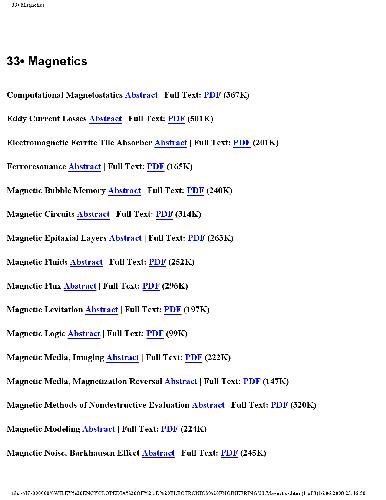 33• Magnetics
33• Magnetics
Computational Magnetostatics Abstract Full Text: PDF (367K)
Eddy Current Losses Abstract Full Text: PDF (501K)
Electromagnetic Ferrite Tile Absorber Abstract | Full Text: PDF (201K)
Ferroresonance Abstract | Full Text: PDF (165K)
Magnetic Bubble Memory Abstract Full Text: PDF (240K)
Magnetic Circuits Abstract Full Text: PDF (314K)
Magnetic Epitaxial Layers Abstract | Full Text: PDF (263K)
Magnetic Fluids Abstract Full Text: PDF (252K)
Magnetic Flux Abstract | Full Text: PDF (296K)
Magnetic Levitation Abstract | Full Text: PDF (197K)
Magnetic Logic Abstract | Full Text: PDF (99K)
Magnetic Media, Imaging Abstract | Full Text: PDF (222K)
Magnetic Media, Magnetization Reversal Abstract | Full Text: PDF (147K)
Magnetic Methods of Nondestructive Evaluation Abstract Full Text: PDF (320K)
Magnetic Modeling Abstract | Full Text: PDF (224K)
Magnetic Noise, Barkhausen Effect Abstract Full Text: PDF (245K)